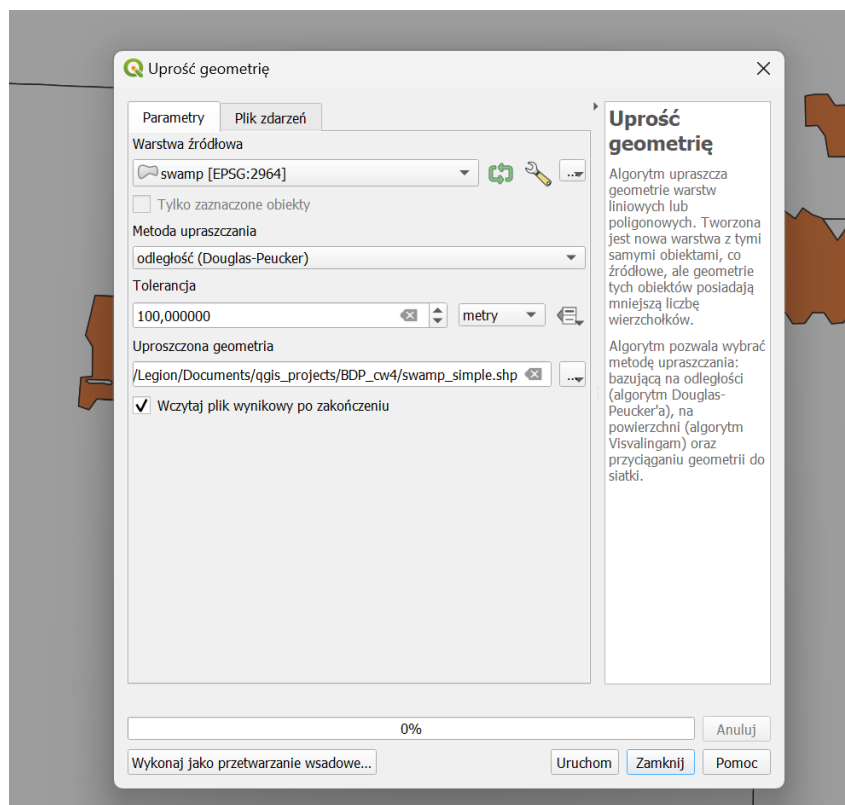 Uprość geometrię
Parametry
Plik zdarzeń
Warstwa źródłowa
swamp [EPSG:2964]
Tylko zaznaczone obiekty
Metoda upraszczania
odległość (Douglas-Peucker)
Tolerancja
100,000000
metry
Uproszczona geometria
/Legion/Documents/qgis_projects/BDP_cw4/swamp_simple.shp
Wczytaj plik wynikowy po zakończeniu
Uprość
geometrię
Algorytm upraszcza
geometrie warstw
liniowych lub
poligonowych. Tworzona
jest nowa warstwa z tymi
samymi obiektami, co
źródłowe, ale geometrie
tych obiektów posiadają
mniejszą liczbę
wierzchołków.
Algorytm pozwala wybrać
metodę upraszczania:
bazującą na odległości
(algorytm Douglas-
Peucker'a), na
powierzchni (algorytm
Visvalingam) oraz
przyciąganiu geometrii do
siatki.
0%
Anuluj
Wykonaj jako przetwarzanie wsadowe...
Uruchom
Zamknij
Pomoc